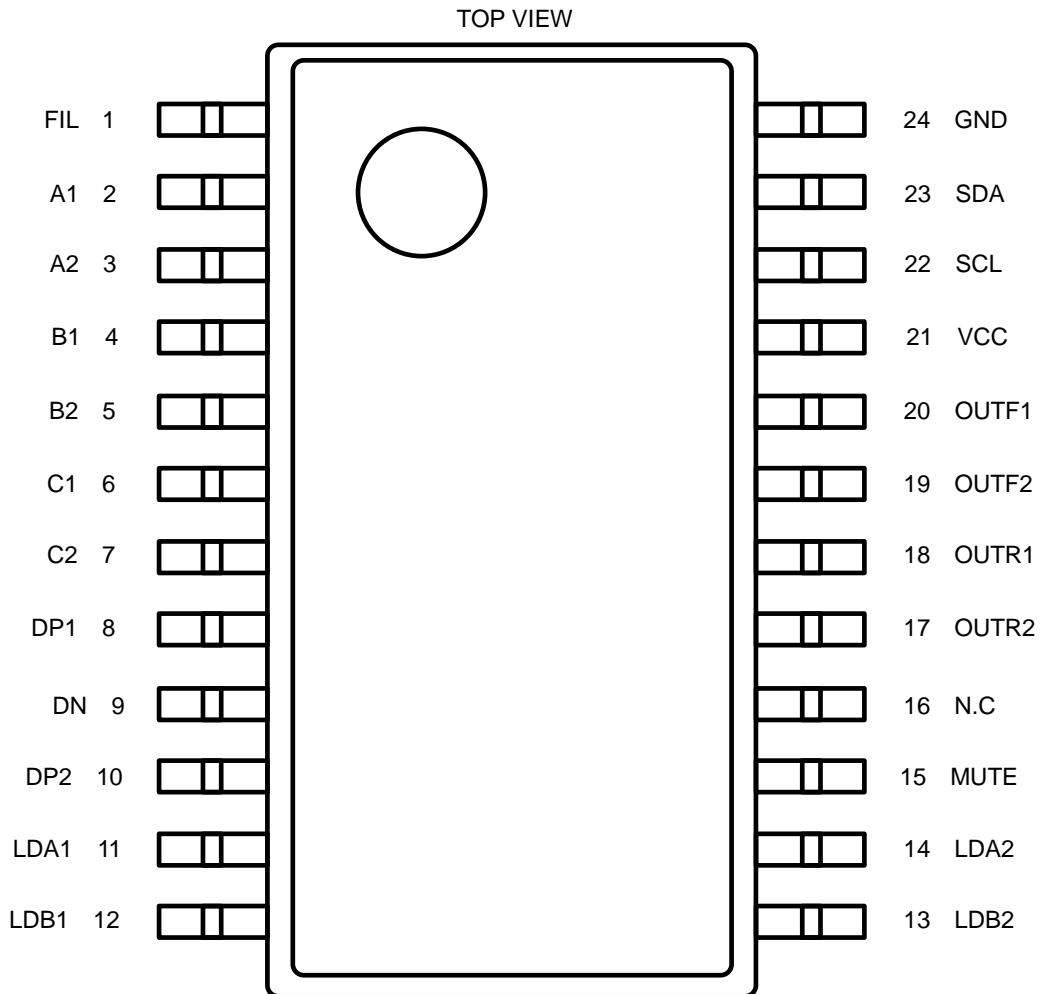 TOP VIEW
FIL 1
24 GND
A1 2
23 SDA
A2 3
22 SCL
B1 4
21 VCC
B2 5
20 OUTF1
C1 6
19 OUTF2
C2 7
18 OUTR1
DP1 8
17 OUTR2
DN 9
16 N.C
DP2 10
15 MUTE
LDA1 11
14 LDA2
LDB1 12
13 LDB2